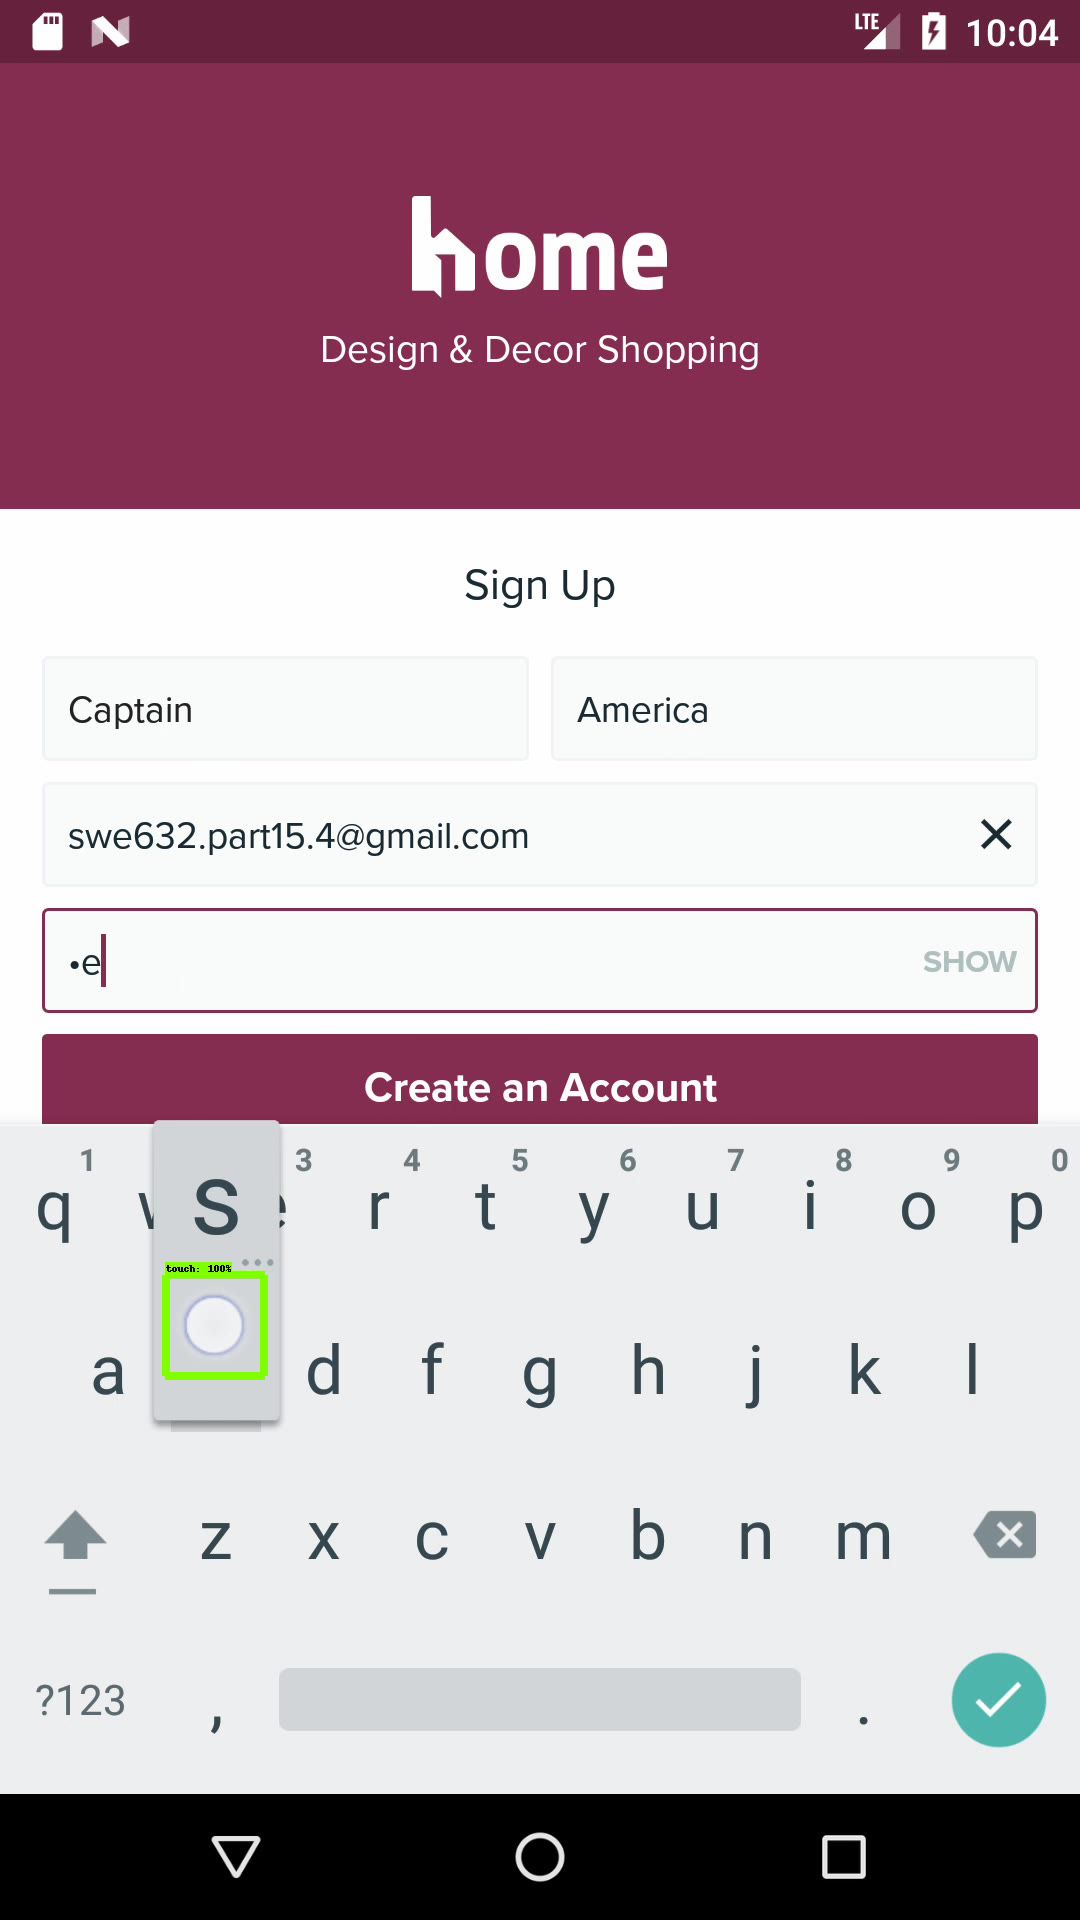 LTE 10:04
home
Design & Decor Shopping
Sign Up
Captain America
swe632.part15.4@gmail.com
•e SHOW
Create an Account
1 3 4 5 6 7 8 9 0
q w s e r t y u i o p
touch: 100%
a d f g h j k l
z x c v b n m
?123 , .